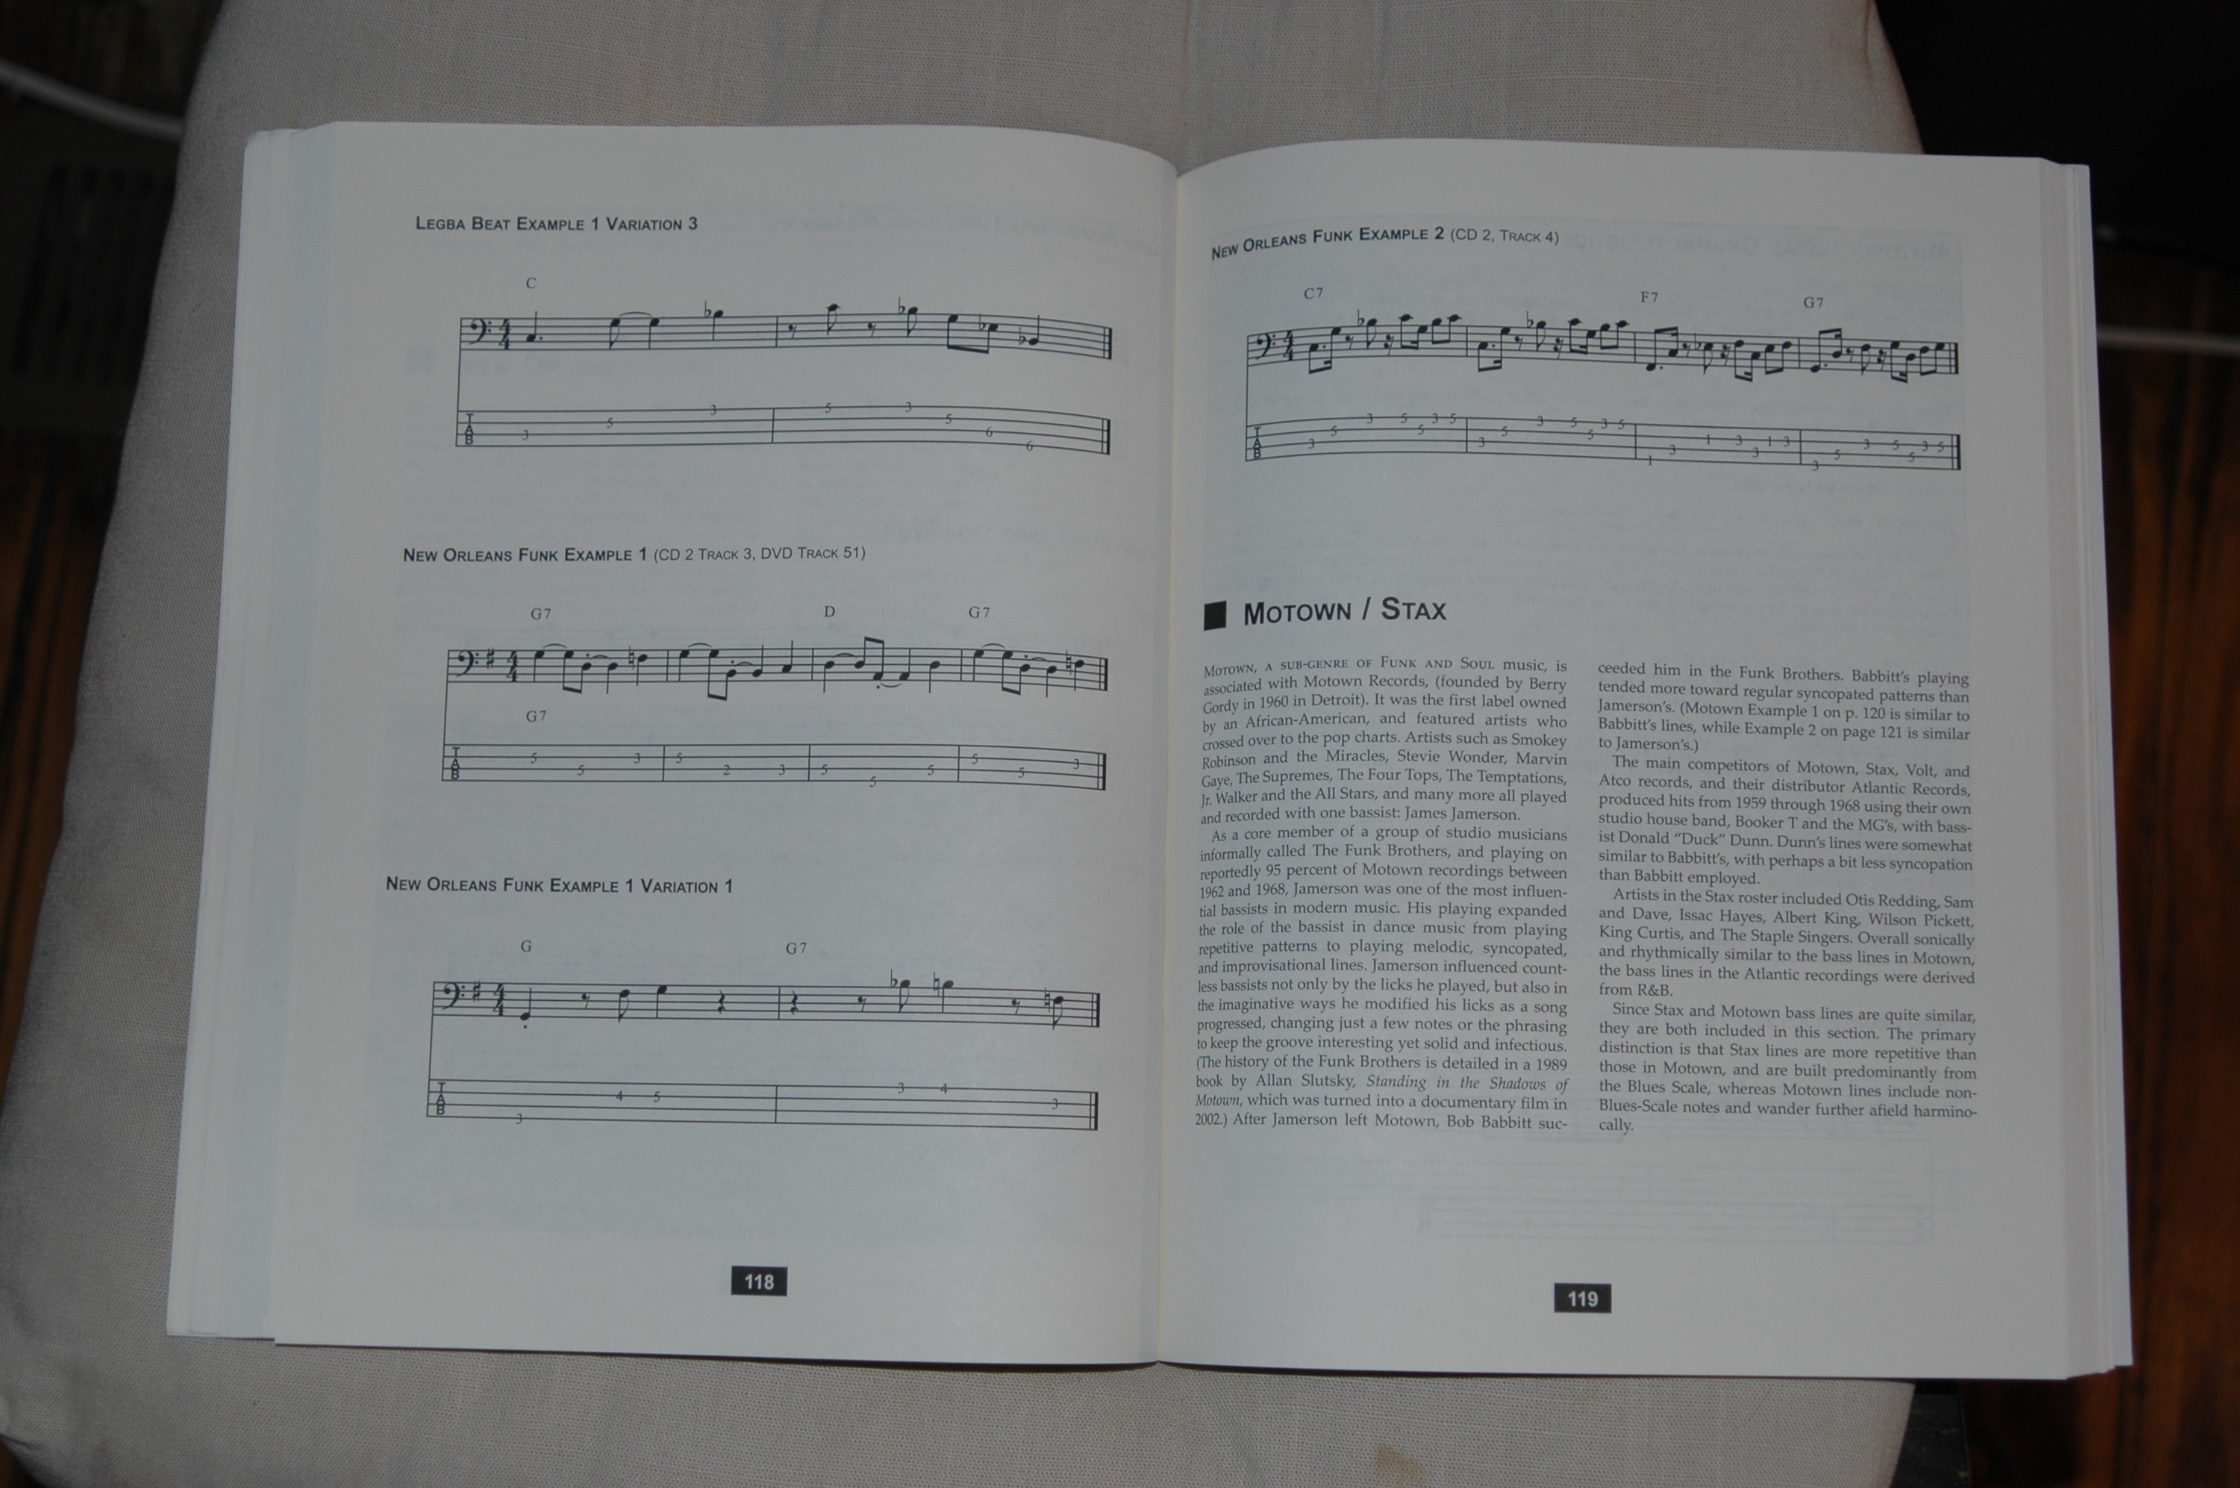 LEGBA BEAT EXAMPLE 1 VARIATION 3
C
4
4
T
A
B
3 5 3 5 3 5 6 6
NEW ORLEANS FUNK EXAMPLE 1 (CD 2 TRACK 3, DVD TRACK 51)
G7 D G7
4
4
G7
T
A
B
5 5 3 5 2 3 5 5 5 5 5 3
NEW ORLEANS FUNK EXAMPLE 1 VARIATION 1
G G7
4
4
T
A
B
3 4 5 3 4 3
118
NEW ORLEANS FUNK EXAMPLE 2 (CD 2, TRACK 4)
C7 F7 G7
4
4
T
A
B
3 5 3 5 5 3 5 3 5 3 5 5 3 5 1 3 1 3 3 1 3 3 5 3 5 5 3 5
MOTOWN / STAX
MOTOWN, A SUB-GENRE OF FUNK AND SOUL music, is
associated with Motown Records, (founded by Berry
Gordy in 1960 in Detroit). It was the first label owned
by an African-American, and featured artists who
crossed over to the pop charts. Artists such as Smokey
Robinson and the Miracles, Stevie Wonder, Marvin
Gaye, The Supremes, The Four Tops, The Temptations,
Jr. Walker and the All Stars, and many more all played
and recorded with one bassist: James Jamerson.
As a core member of a group of studio musicians
informally called The Funk Brothers, and playing on
reportedly 95 percent of Motown recordings between
1962 and 1968, Jamerson was one of the most influen-
tial bassists in modern music. His playing expanded
the role of the bassist in dance music from playing
repetitive patterns to playing melodic, syncopated,
and improvisational lines. Jamerson influenced count-
less bassists not only by the licks he played, but also in
the imaginative ways he modified his licks as a song
progressed, changing just a few notes or the phrasing
to keep the groove interesting yet solid and infectious.
(The history of the Funk Brothers is detailed in a 1989
book by Allan Slutsky, Standing in the Shadows of
Motown, which was turned into a documentary film in
2002.) After Jamerson left Motown, Bob Babbitt suc-
ceeded him in the Funk Brothers. Babbitt's playing
tended more toward regular syncopated patterns than
Jamerson's. (Motown Example 1 on p. 120 is similar to
Babbitt's lines, while Example 2 on page 121 is similar
to Jamerson's.)
The main competitors of Motown, Stax, Volt, and
Atco records, and their distributor Atlantic Records,
produced hits from 1959 through 1968 using their own
studio house band, Booker T and the MG's, with bass-
ist Donald "Duck" Dunn. Dunn's lines were somewhat
similar to Babbitt's, with perhaps a bit less syncopation
than Babbitt employed.
Artists in the Stax roster included Otis Redding, Sam
and Dave, Issac Hayes, Albert King, Wilson Pickett,
King Curtis, and The Staple Singers. Overall sonically
and rhythmically similar to the bass lines in Motown,
the bass lines in the Atlantic recordings were derived
from R&B.
Since Stax and Motown bass lines are quite similar,
they are both included in this section. The primary
distinction is that Stax lines are more repetitive than
those in Motown, and are built predominantly from
the Blues Scale, whereas Motown lines include non-
Blues-Scale notes and wander further afield harmino-
cally.
119